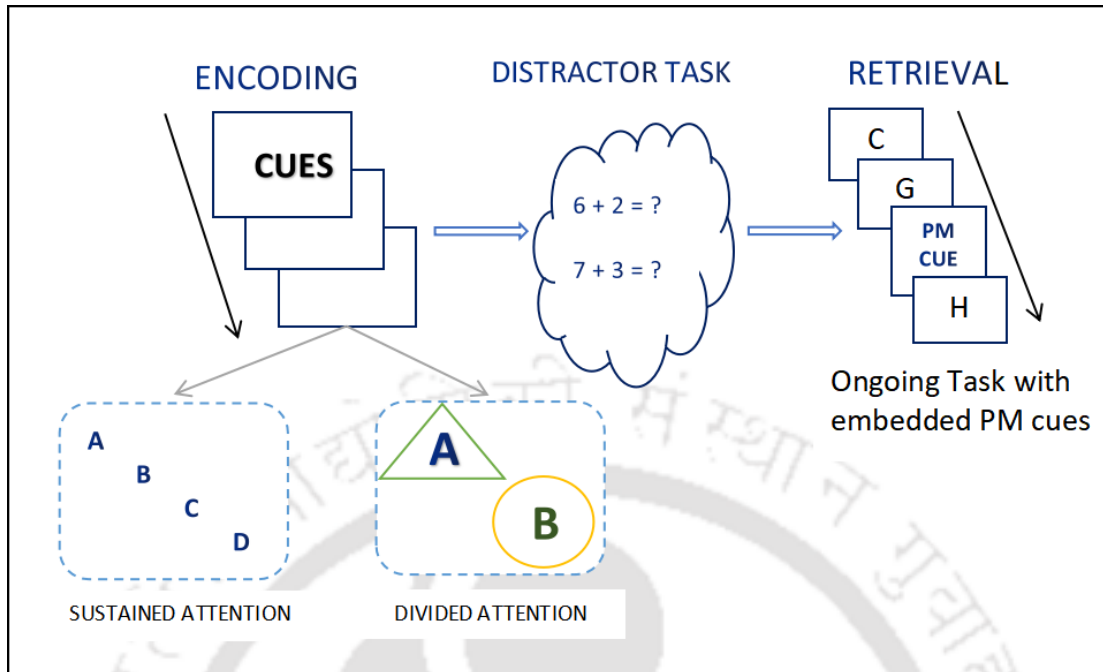 ENCODING
DISTRACTOR TASK
RETRIEVAL
CUES
6 + 2 = ?
7 + 3 = ?
C
G
PM
CUE
H
Ongoing Task with
embedded PM cues
A
B
C
D
A
B
SUSTAINED ATTENTION
DIVIDED ATTENTION